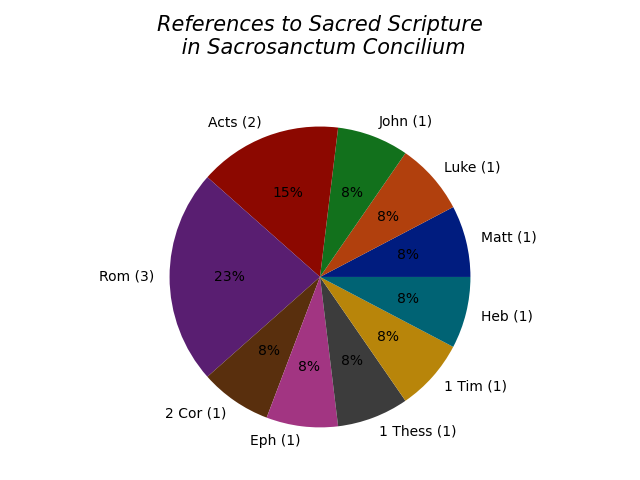 References to Sacred Scripture
in Sacrosanctum Concilium
Matt (1)
8%
Luke (1)
8%
John (1)
8%
Acts (2)
15%
Rom (3)
23%
2 Cor (1)
8%
Eph (1)
8%
1 Thess (1)
8%
1 Tim (1)
8%
Heb (1)
8%